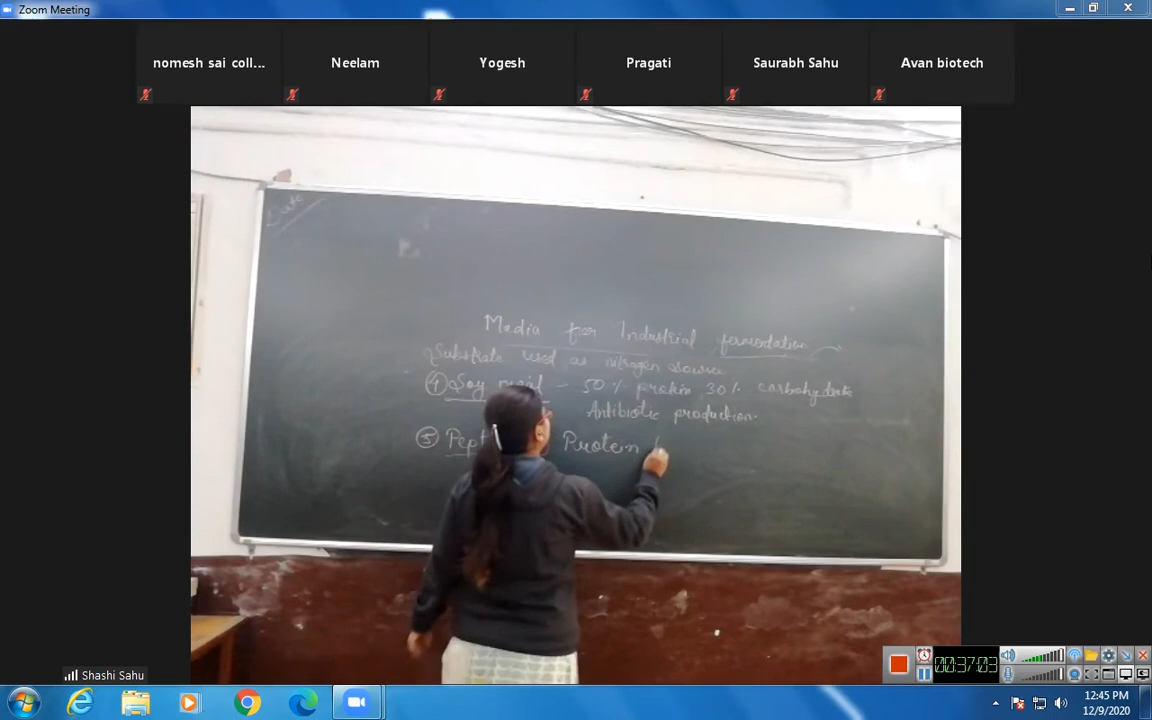 Zoom Meeting
nomesh sai coll...
Neelam
Yogesh
Pragati
Saurabh Sahu
Avan biotech
Date
Media for Industrial fermentation
Substrate used as nitrogen source
④ Soy meal - 50% protein 30% carbohydrate
Antibiotic production.
⑤ Pept Protein
Shashi Sahu
00:37:03
12:45 PM
12/9/2020